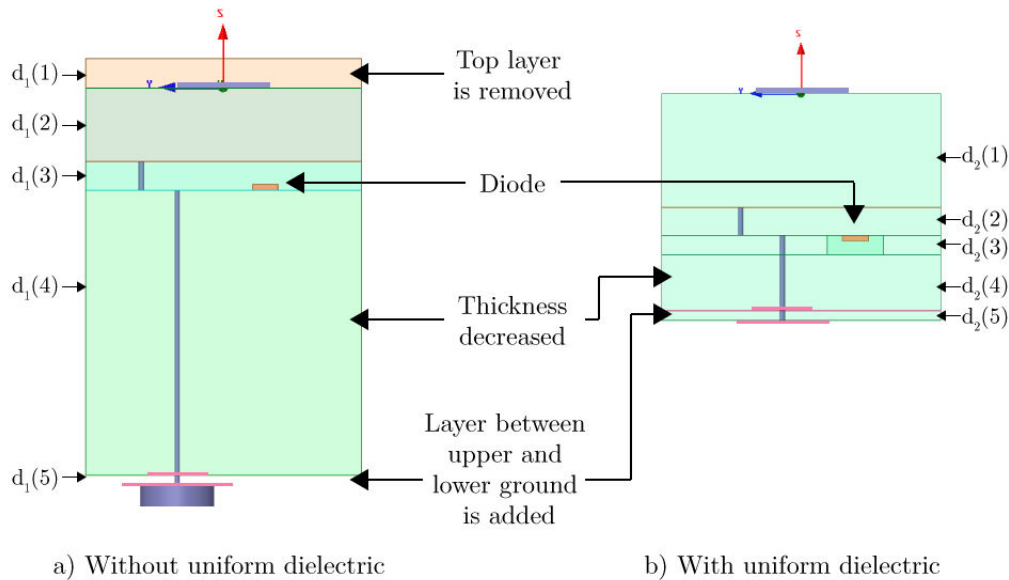 z
z
d₁(1)
Top layer
is removed
Y
Y
d₁(2)
d₂(1)
d₁(3)
Diode
d₂(2)
d₂(3)
d₁(4)
Thickness
decreased
d₂(4)
d₂(5)
Layer between
upper and
lower ground
is added
d₁(5)
a) Without uniform dielectric
b) With uniform dielectric